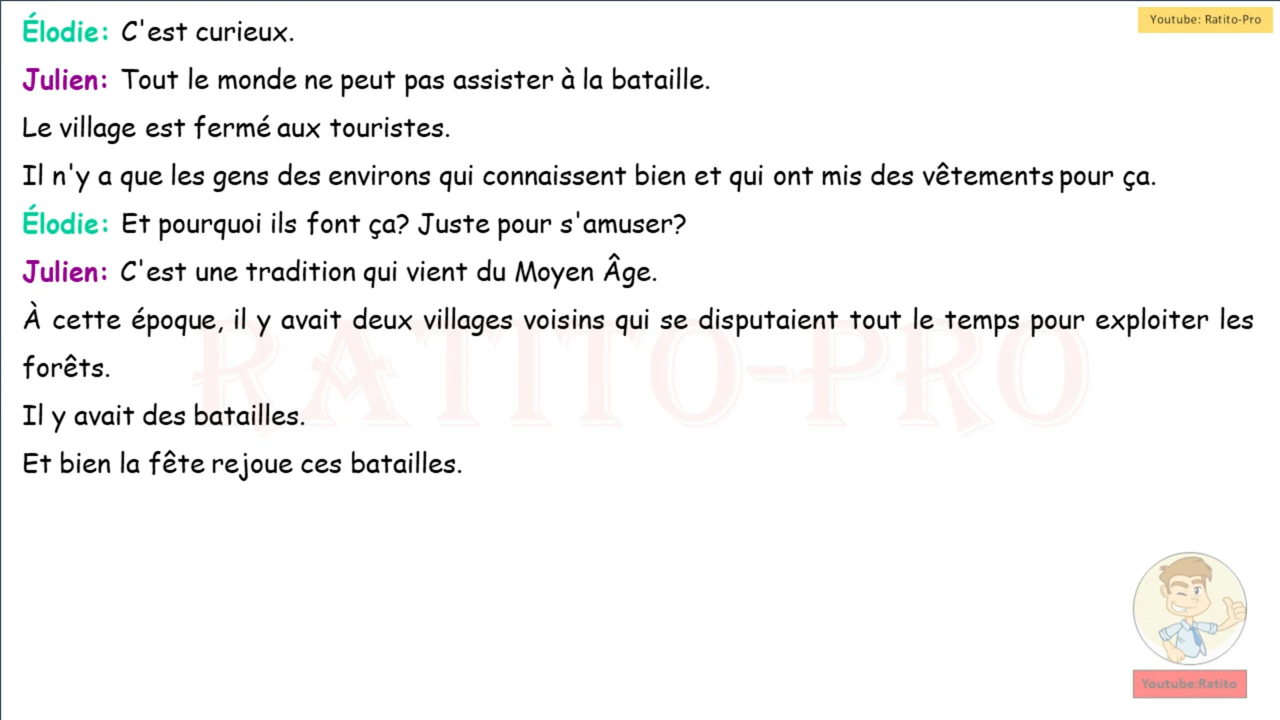 Youtube: Ratito-Pro
Élodie: C'est curieux.
Julien: Tout le monde ne peut pas assister à la bataille.
Le village est fermé aux touristes.
Il n'y a que les gens des environs qui connaissent bien et qui ont mis des vêtements pour ça.
Élodie: Et pourquoi ils font ça? Juste pour s'amuser?
Julien: C'est une tradition qui vient du Moyen Âge.
À cette époque, il y avait deux villages voisins qui se disputaient tout le temps pour exploiter les
forêts.
RATITO-PRO
Il y avait des batailles.
Et bien la fête rejoue ces batailles.
Youtube:Ratito